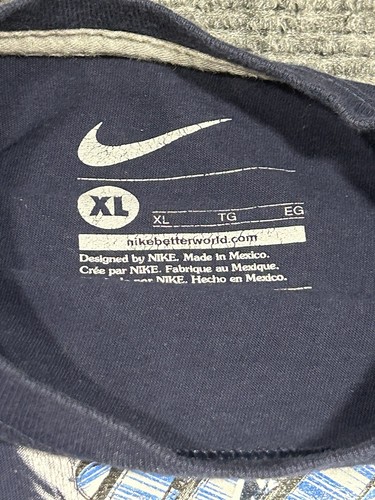 XL
XL TG EG
nikebetterworld.com
Designed by NIKE. Made in Mexico.
Crée par NIKE. Fabrique au Mexique.
por NIKE. Hecho en Mexico.